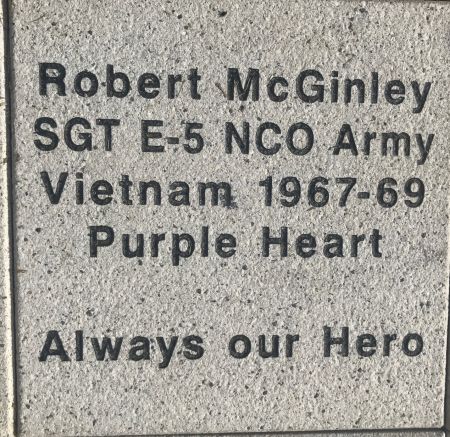 Robert McGinley
SGT E-5 NCO Army
Vietnam 1967-69
Purple Heart
Always our Hero